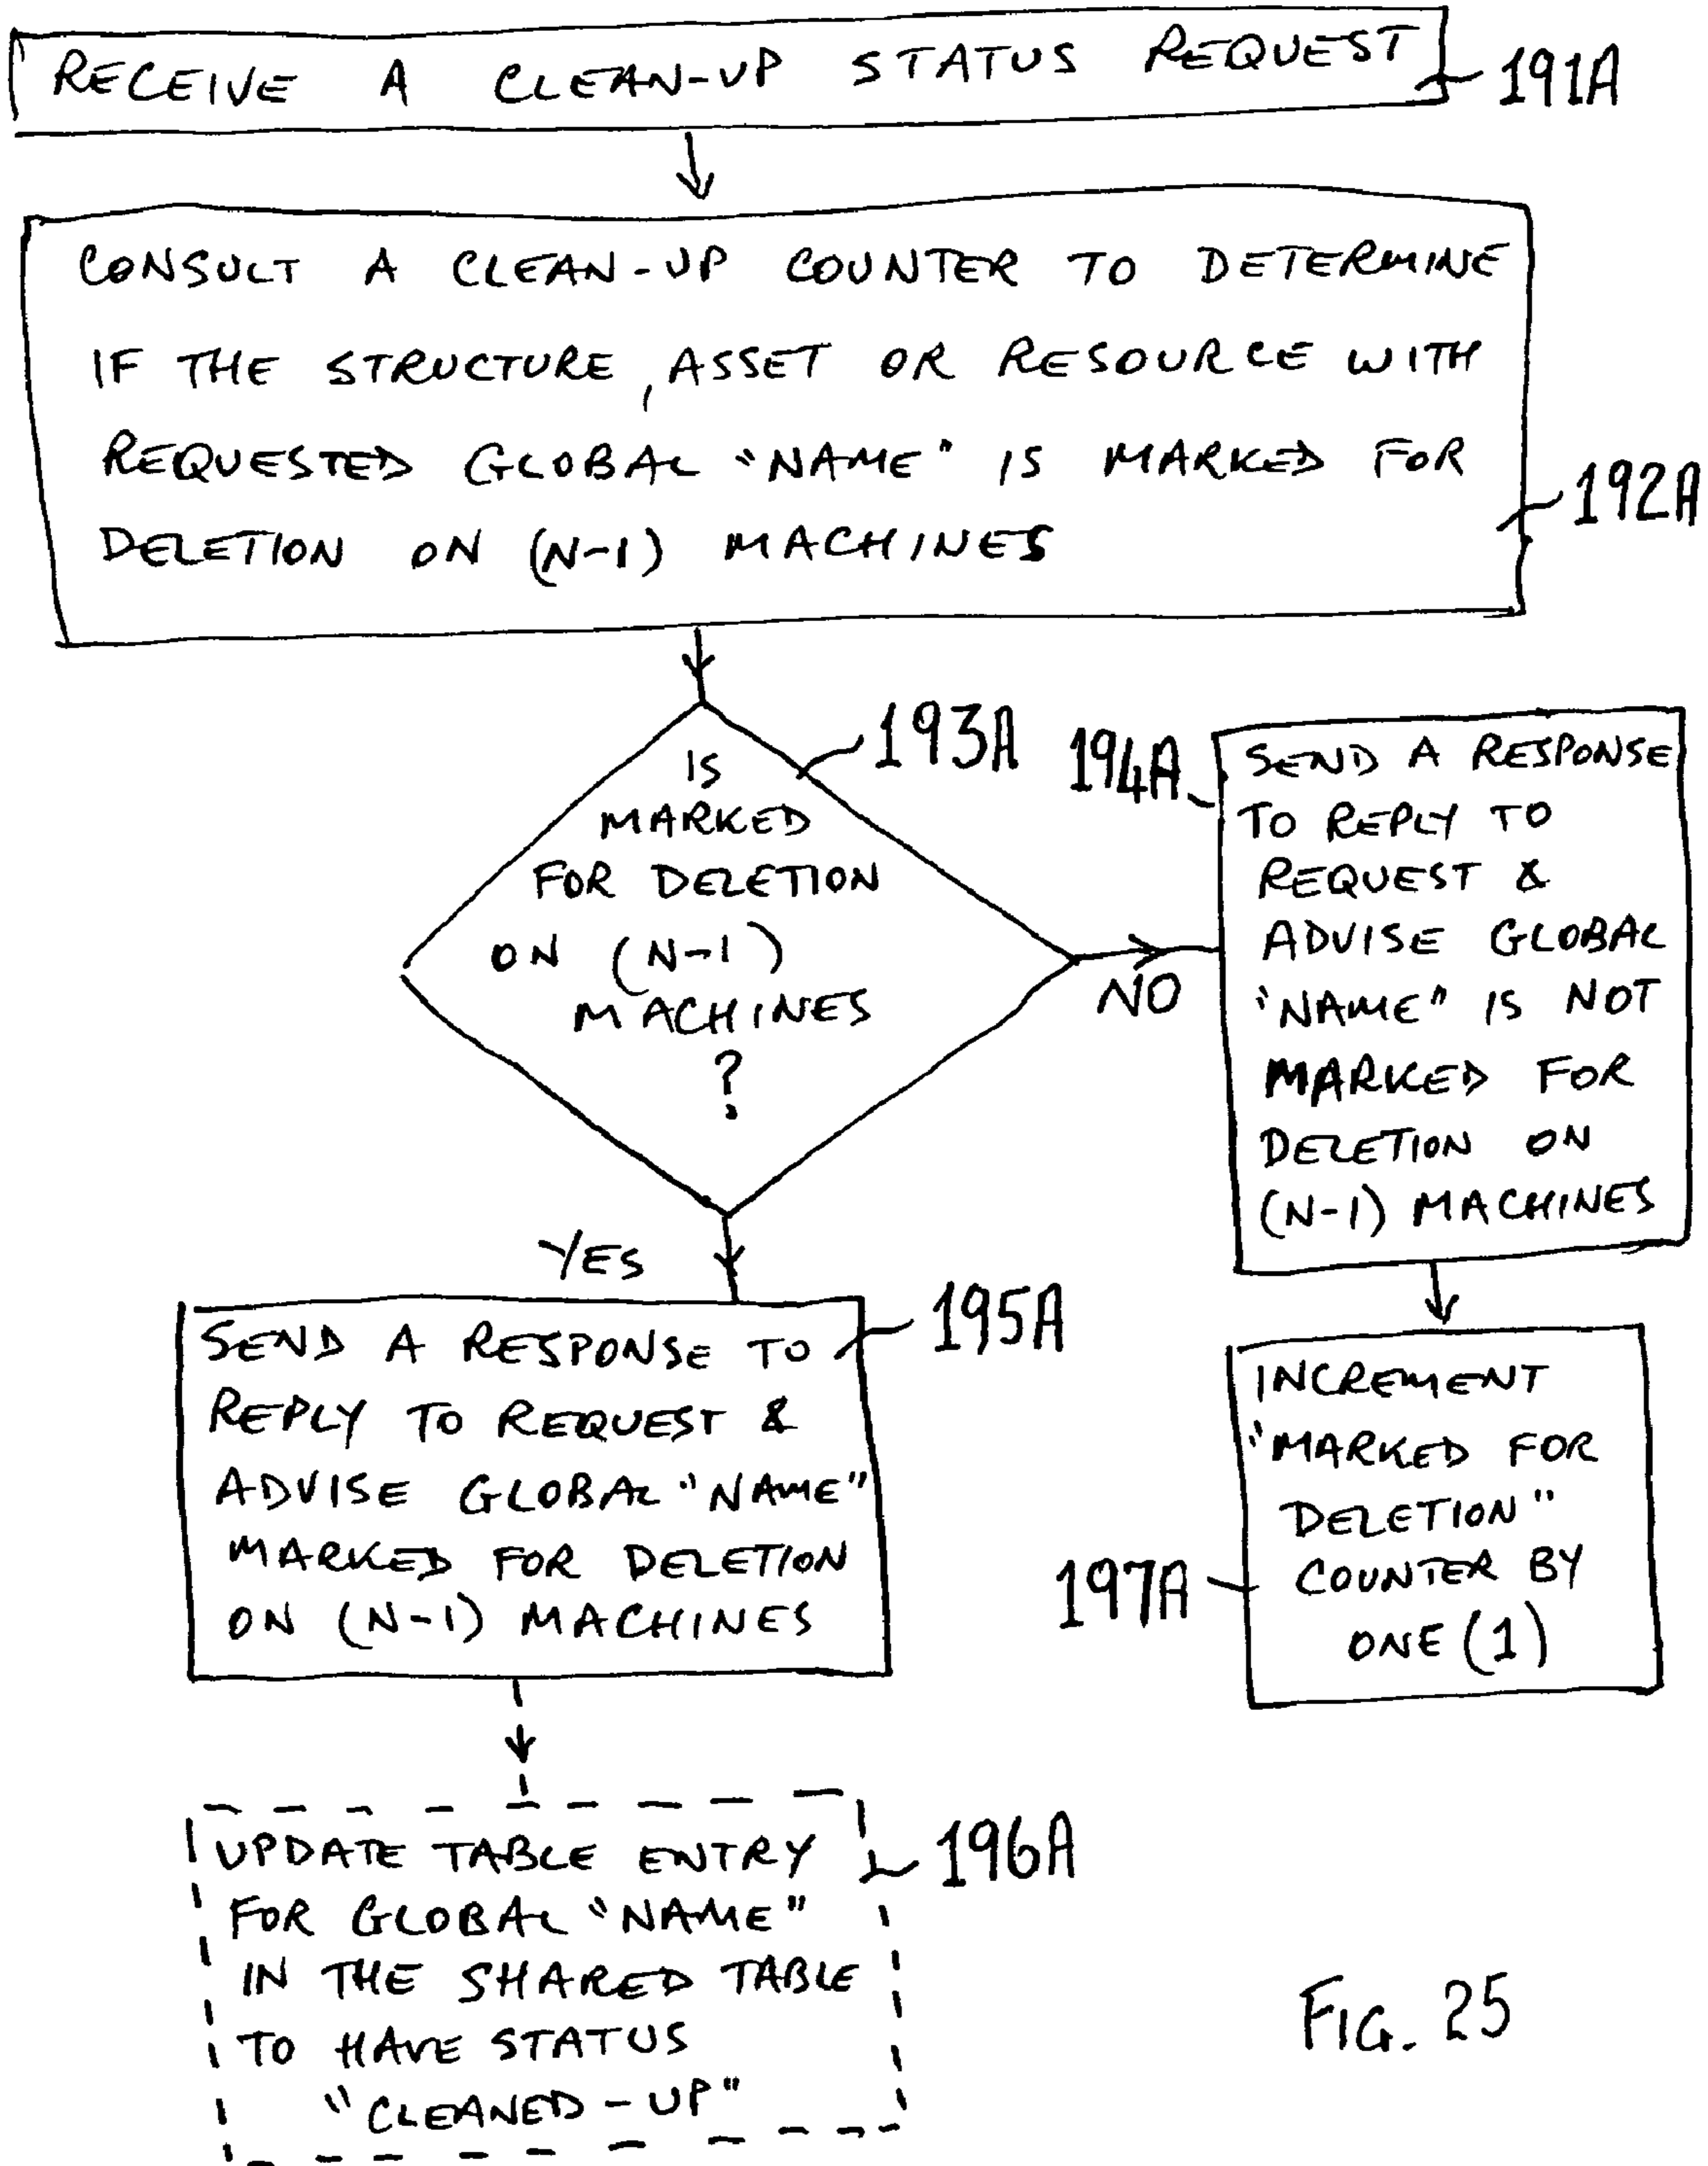 RECEIVE A CLEAN-UP STATUS REQUEST
191A
CONSULT A CLEAN-UP COUNTER TO DETERMINE
IF THE STRUCTURE, ASSET OR RESOURCE WITH
REQUESTED GLOBAL "NAME" IS MARKED FOR
DELETION ON (N-1) MACHINES
192A
IS
MARKED
FOR DELETION
ON (N-1)
MACHINES
?
193A
NO
194A
SEND A RESPONSE
TO REPLY TO
REQUEST &
ADVISE GLOBAL
"NAME" IS NOT
MARKED FOR
DELETION ON
(N-1) MACHINES
YES
SEND A RESPONSE TO
REPLY TO REQUEST &
ADVISE GLOBAL "NAME"
MARKED FOR DELETION
ON (N-1) MACHINES
195A
INCREMENT
"MARKED FOR
DELETION"
COUNTER BY
ONE (1)
197A
UPDATE TABLE ENTRY
FOR GLOBAL "NAME"
IN THE SHARED TABLE
TO HAVE STATUS
"CLEANED-UP"
196A
FIG. 25